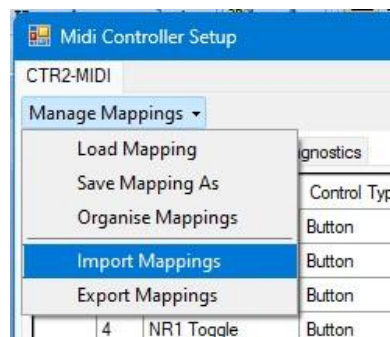 Midi Controller Setup
CTR2-MIDI
Manage Mappings
Load Mapping
Save Mapping As
Organise Mappings
Import Mappings
Export Mappings
gnostics
Control Typ
Button
Button
Button
4 NR1 Toggle Button